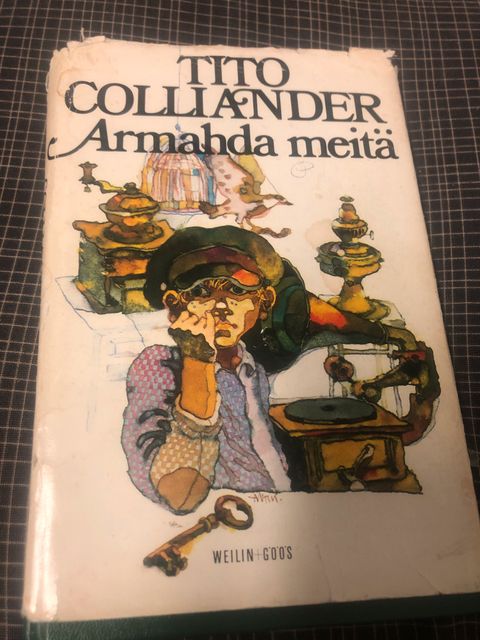 TITO
COLLIANDER
Armahda meitä
WEILIN+GÖÖS